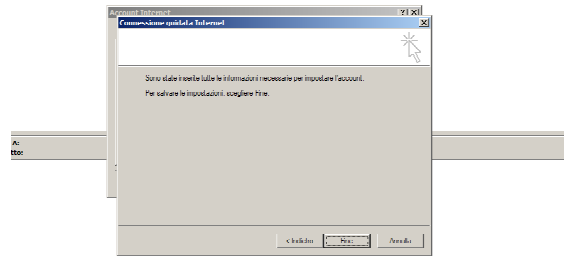 Account Internet
Connessione guidata Internet
Sono state inserite tutte le informazioni necessarie per impostare l'account.
Per salvare le impostazioni, scegliere Fine.
A:
tto:
< Indietro Fine Annulla